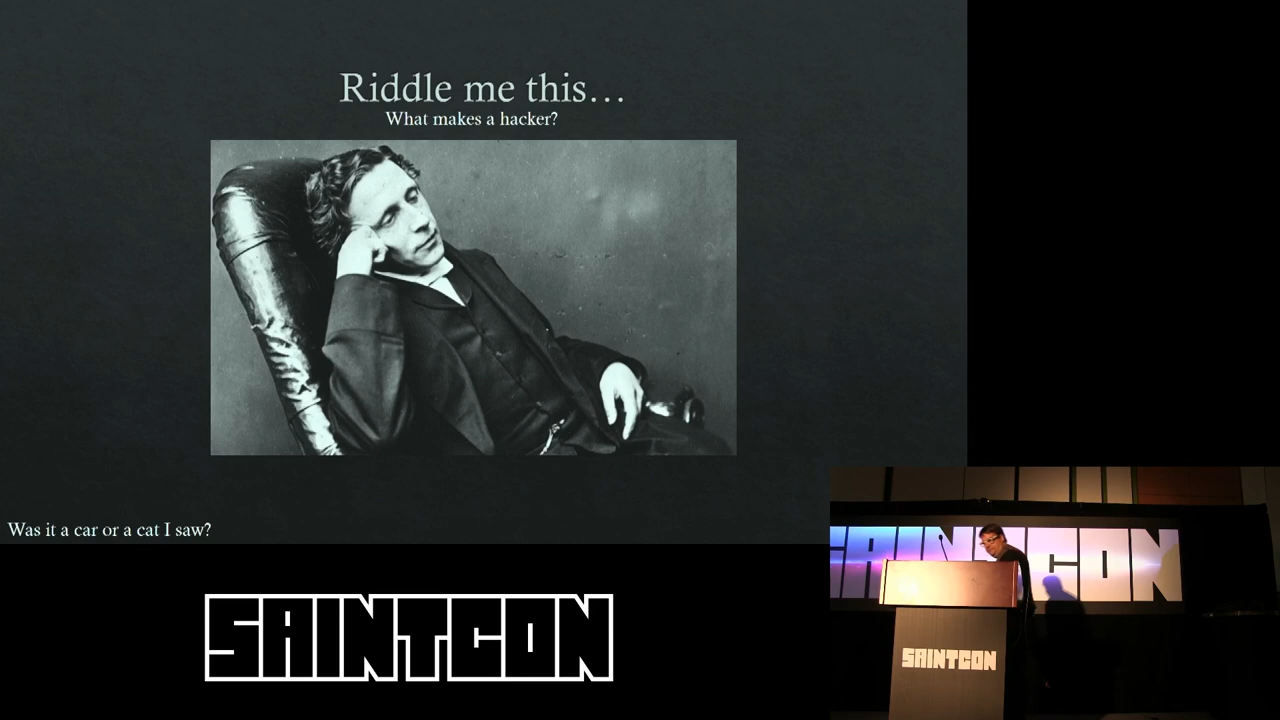 Riddle me this…
What makes a hacker?
Was it a car or a cat I saw?
SAINTCON
SAINTCON
SAINTCON